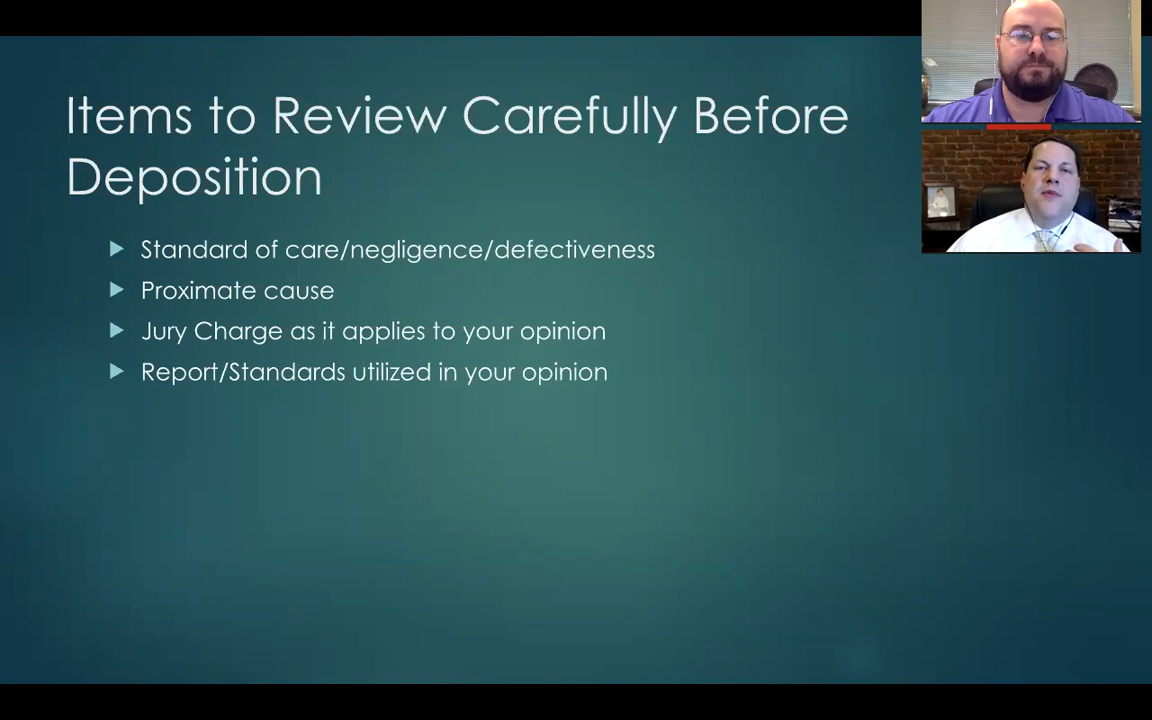 Items to Review Carefully Before
Deposition
Standard of care/negligence/defectiveness
Proximate cause
Jury Charge as it applies to your opinion
Report/Standards utilized in your opinion